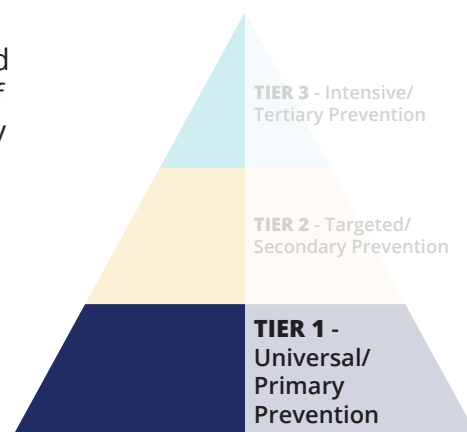 d
f
y
TIER 3 - Intensive/
Tertiary Prevention
TIER 2 - Targeted/
Secondary Prevention
TIER 1 -
Universal/
Primary
Prevention